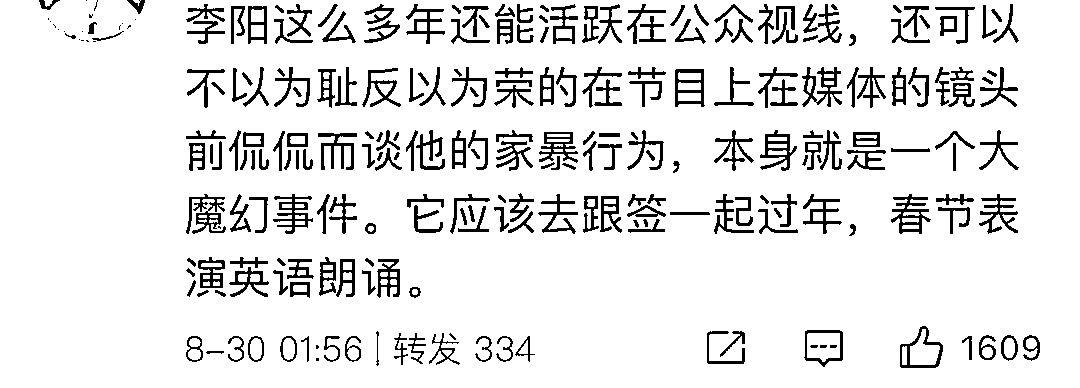 李阳这么多年还能活跃在公众视线，还可以
不以为耻反以为荣的在节目上在媒体的镜头
前侃侃而谈他的家暴行为，本身就是一个大
魔幻事件。它应该去跟签一起过年，春节表
演英语朗诵。
8-30 01:56 | 转发 334 1609